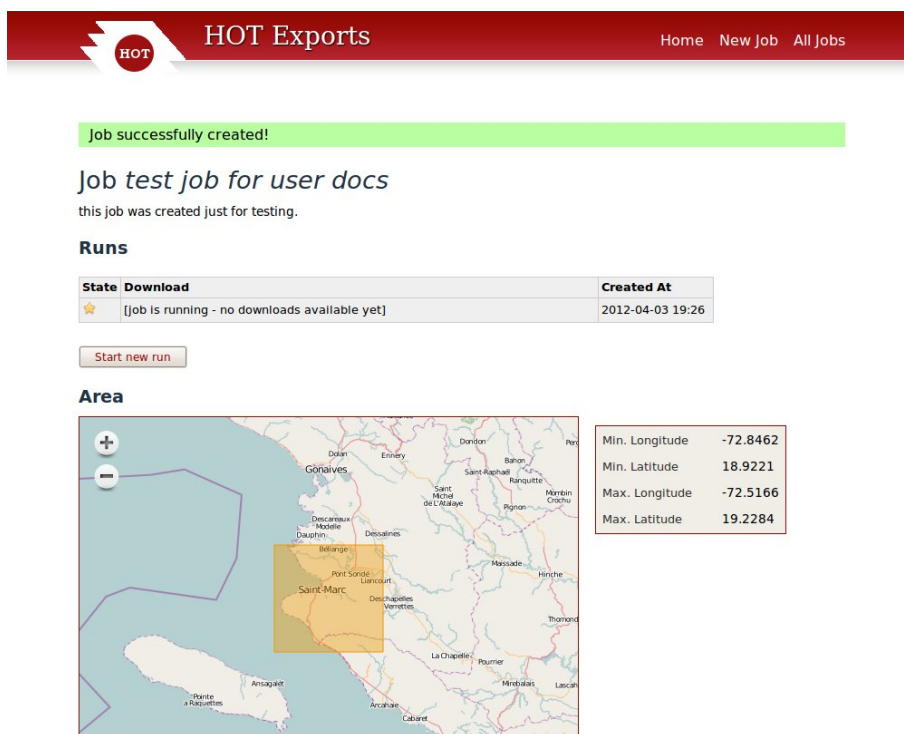 HOT
HOT Exports
Home New Job All Jobs
Job successfully created!
Job test job for user docs
this job was created just for testing.
Runs
State Download Created At
[job is running - no downloads available yet] 2012-04-03 19:26
Start new run
Area
Min. Longitude -72.8462
Min. Latitude 18.9221
Max. Longitude -72.5166
Max. Latitude 19.2284
Dondon
Dolan
Ennery
Bahon
Gonaïves
Saint-Raphaël
Ranquitte
Saint
Michel
de L'Atalaye
Mombin
Crochu
Pignon
Descareaux
Modelle
Dauphin
Dessalines
Bélange
Maissade
Pont Sondé
Liancourt
Hinche
Saint-Marc
Deschapelles
Verrettes
Thomond
La Chapelle
Pourrier
Mirebalais
Lascah
Ansagalèt
Pointe
a Raquettes
Arcahaie
Cabaret